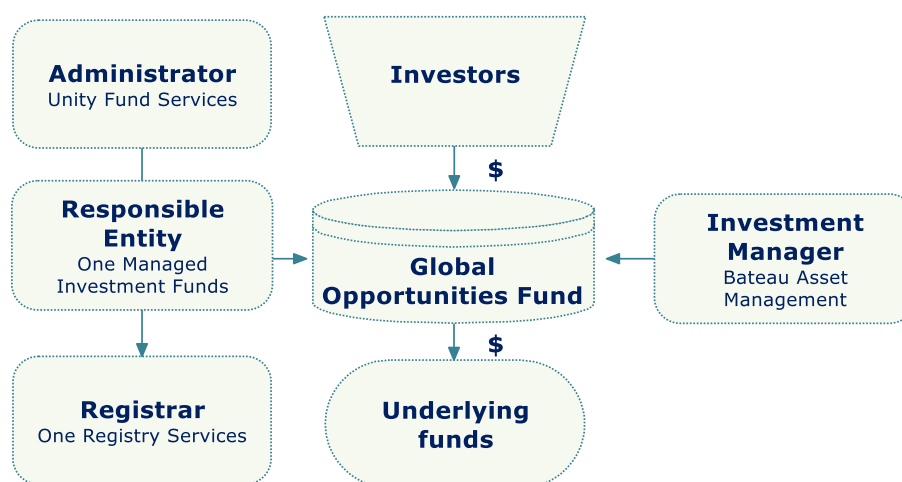 Administrator
Unity Fund Services
Investors
$
Responsible
Entity
One Managed
Investment Funds
Global
Opportunities Fund
Investment
Manager
Bateau Asset
Management
$
Registrar
One Registry Services
Underlying
funds